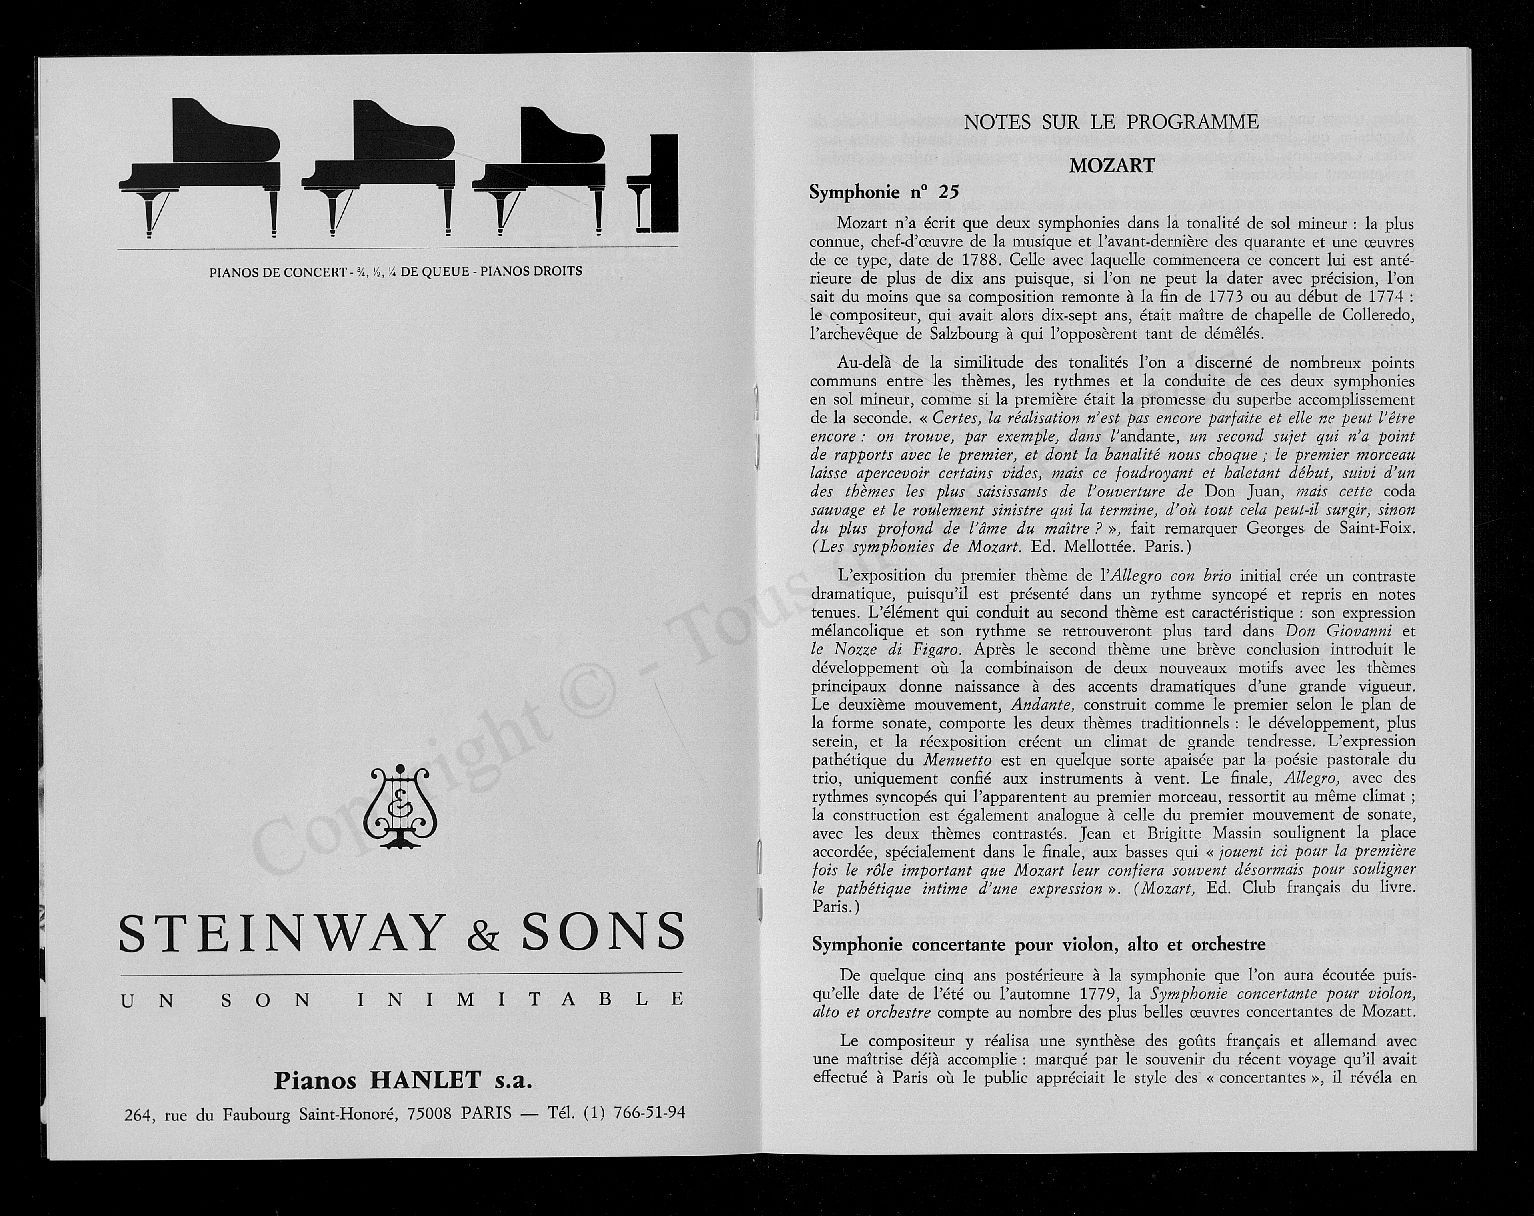 PIANOS DE CONCERT - ¾, ½, ¼ DE QUEUE - PIANOS DROITS
STEINWAY & SONS
UN SON INIMITABLE
Pianos HANLET s.a.
264, rue du Faubourg Saint-Honoré, 75008 PARIS — Tél. (1) 766-51-94
Copyright © - Tous
NOTES SUR LE PROGRAMME
MOZART
Symphonie n° 25
Mozart n'a écrit que deux symphonies dans la tonalité de sol mineur : la plus
connue, chef-d'œuvre de la musique et l'avant-dernière des quarante et une œuvres
de ce type, date de 1788. Celle avec laquelle commencera ce concert lui est anté-
rieure de plus de dix ans puisque, si l'on ne peut la dater avec précision, l'on
sait du moins que sa composition remonte à la fin de 1773 ou au début de 1774 :
le compositeur, qui avait alors dix-sept ans, était maître de chapelle de Colleredo,
l'archevêque de Salzbourg à qui l'opposèrent tant de démêlés.
Au-delà de la similitude des tonalités l'on a discerné de nombreux points
communs entre les thèmes, les rythmes et la conduite de ces deux symphonies
en sol mineur, comme si la première était la promesse du superbe accomplissement
de la seconde. « Certes, la réalisation n'est pas encore parfaite et elle ne peut l'être
encore : on trouve, par exemple, dans l'andante, un second sujet qui n'a point
de rapports avec le premier, et dont la banalité nous choque ; le premier morceau
laisse apercevoir certains vides, mais ce foudroyant et haletant début, suivi d'un
des thèmes les plus saisissants de l'ouverture de Don Juan, mais cette coda
sauvage et le roulement sinistre qui la termine, d'où tout cela peut-il surgir, sinon
du plus profond de l'âme du maître ? », fait remarquer Georges de Saint-Foix.
(Les symphonies de Mozart. Ed. Mellottée. Paris.)
L'exposition du premier thème de l'Allegro con brio initial crée un contraste
dramatique, puisqu'il est présenté dans un rythme syncopé et repris en notes
tenues. L'élément qui conduit au second thème est caractéristique : son expression
mélancolique et son rythme se retrouveront plus tard dans Don Giovanni et
le Nozze di Figaro. Après le second thème une brève conclusion introduit le
développement où la combinaison de deux nouveaux motifs avec les thèmes
principaux donne naissance à des accents dramatiques d'une grande vigueur.
Le deuxième mouvement, Andante, construit comme le premier selon le plan de
la forme sonate, comporte les deux thèmes traditionnels : le développement, plus
serein, et la réexposition créent un climat de grande tendresse. L'expression
pathétique du Menuetto est en quelque sorte apaisée par la poésie pastorale du
trio, uniquement confié aux instruments à vent. Le finale, Allegro, avec des
rythmes syncopés qui l'apparentent au premier morceau, ressortit au même climat ;
la construction est également analogue à celle du premier mouvement de sonate,
avec les deux thèmes contrastés. Jean et Brigitte Massin soulignent la place
accordée, spécialement dans le finale, aux basses qui « jouent ici pour la première
fois le rôle important que Mozart leur confiera souvent désormais pour souligner
le pathétique intime d'une expression ». (Mozart, Ed. Club français du livre.
Paris.)
Symphonie concertante pour violon, alto et orchestre
De quelque cinq ans postérieure à la symphonie que l'on aura écoutée puis-
qu'elle date de l'été ou l'automne 1779, la Symphonie concertante pour violon,
alto et orchestre compte au nombre des plus belles œuvres concertantes de Mozart.
Le compositeur y réalisa une synthèse des goûts français et allemand avec
une maîtrise déjà accomplie : marqué par le souvenir du récent voyage qu'il avait
effectué à Paris où le public appréciait le style des « concertantes », il révéla en